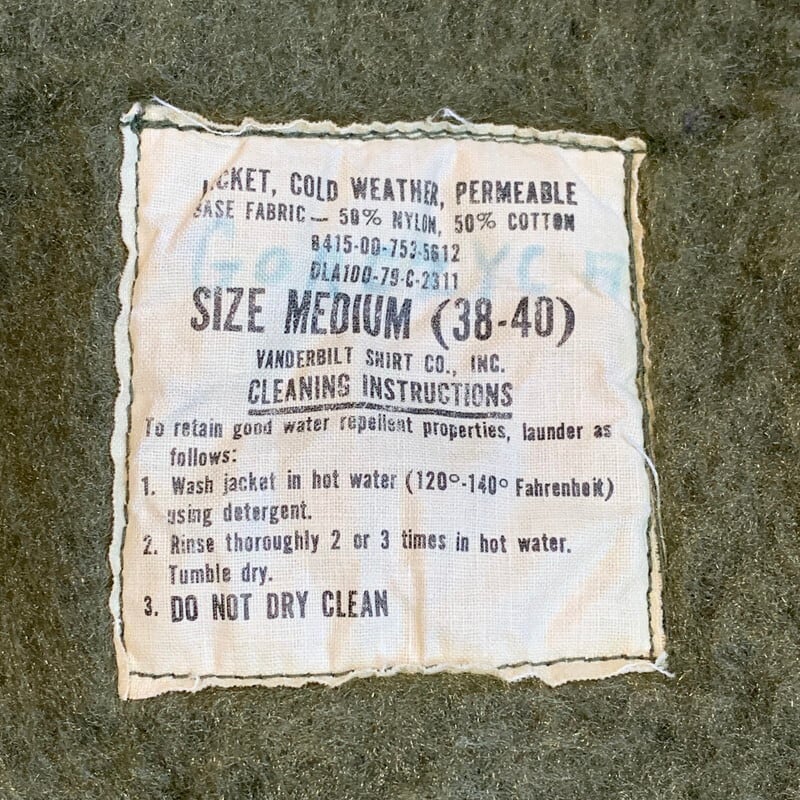 JACKET, COLD WEATHER, PERMEABLE
BASE FABRIC — 50% NYLON, 50% COTTON
8415-00-753-5612
DLA100-79-C-2311
SIZE MEDIUM (38-40)
VANDERBILT SHIRT CO., INC.
CLEANING INSTRUCTIONS
To retain good water repellent properties, launder as
follows:
1. Wash jacket in hot water (120°-140° Fahrenheit)
using detergent.
2. Rinse thoroughly 2 or 3 times in hot water.
Tumble dry.
3. DO NOT DRY CLEAN